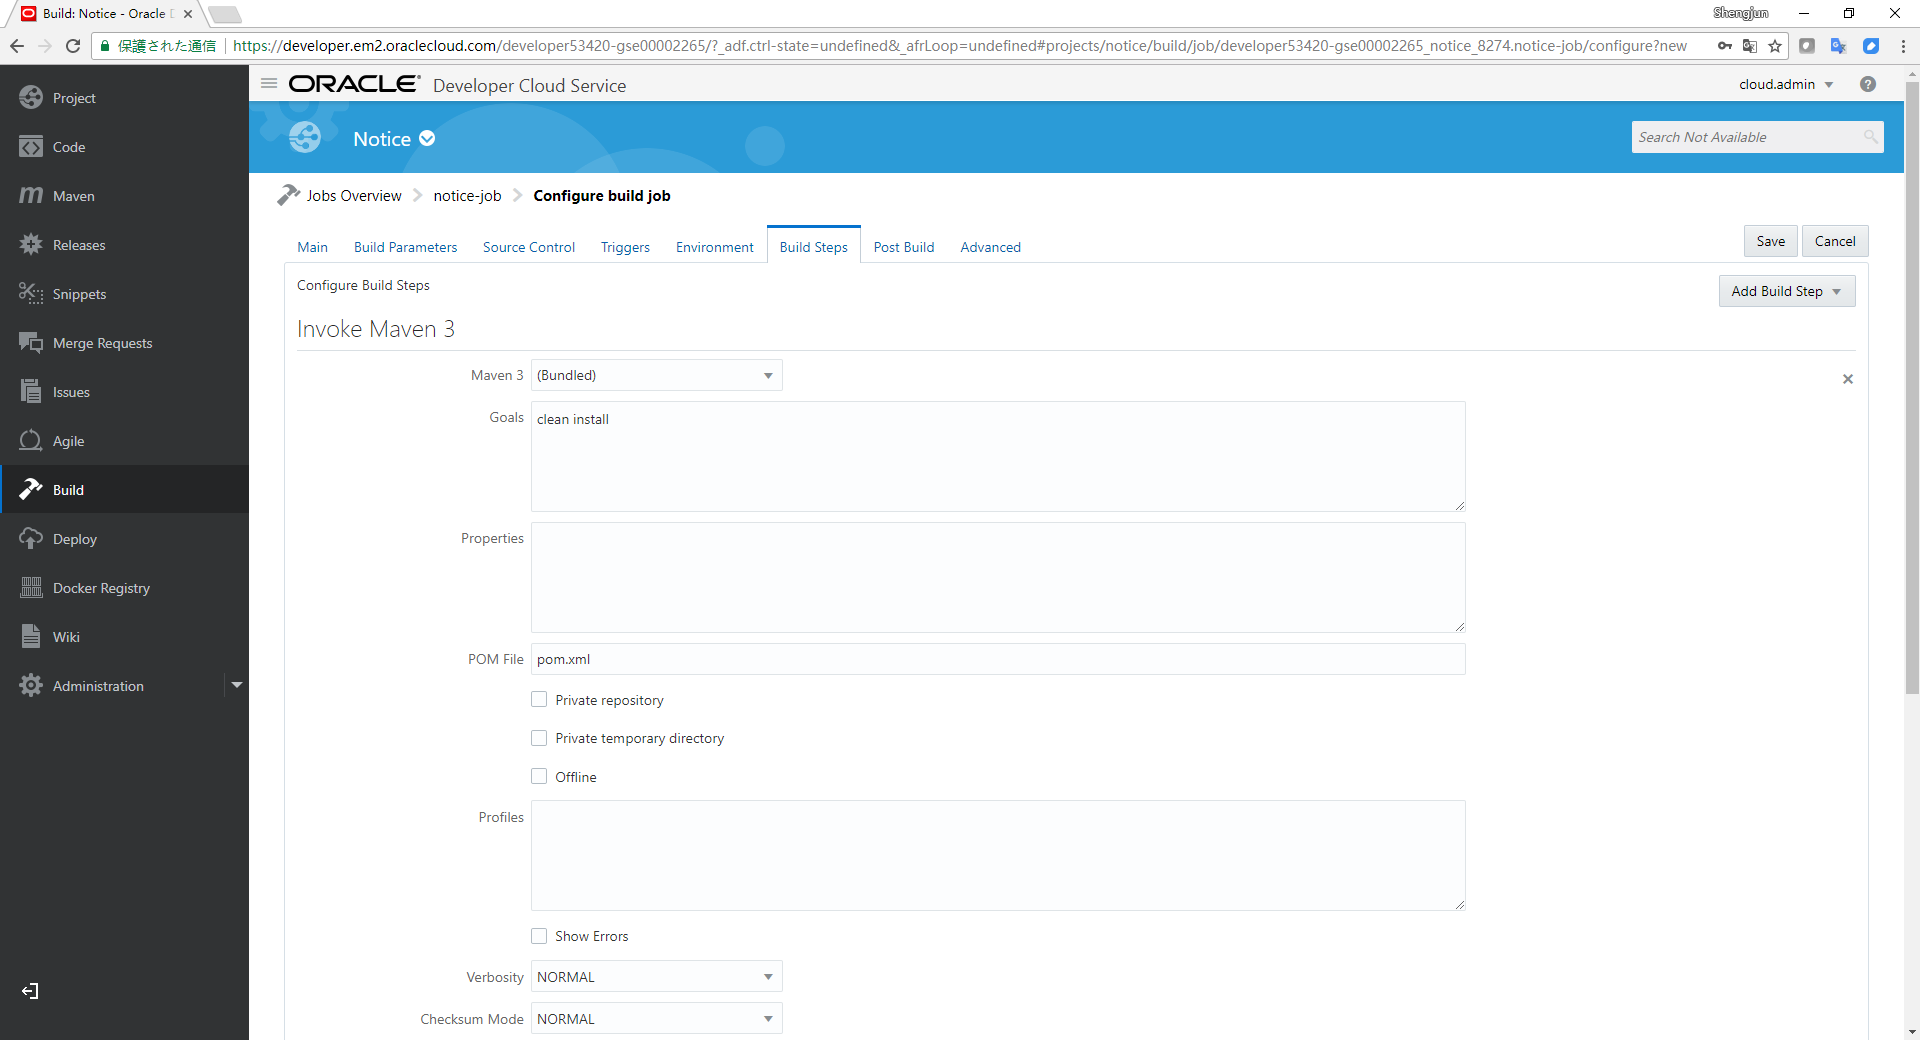 Build: Notice - Oracle
Shengjun
保護された通信
https://developer.em2.oraclecloud.com/developer53420-gse00002265/?_adf.ctrl-state=undefined&_afrLoop=undefined#projects/notice/build/job/developer53420-gse00002265_notice_8274.notice-job/configure?new
Project
Code
Maven
Releases
Snippets
Merge Requests
Issues
Agile
Build
Deploy
Docker Registry
Wiki
Administration
ORACLE Developer Cloud Service
cloud.admin
Notice
Search Not Available
Jobs Overview notice-job Configure build job
Main Build Parameters Source Control Triggers Environment Build Steps Post Build Advanced
Save Cancel
Configure Build Steps
Add Build Step
Invoke Maven 3
Maven 3 (Bundled)
Goals clean install
Properties
POM File pom.xml
Private repository
Private temporary directory
Offline
Profiles
Show Errors
Verbosity NORMAL
Checksum Mode NORMAL